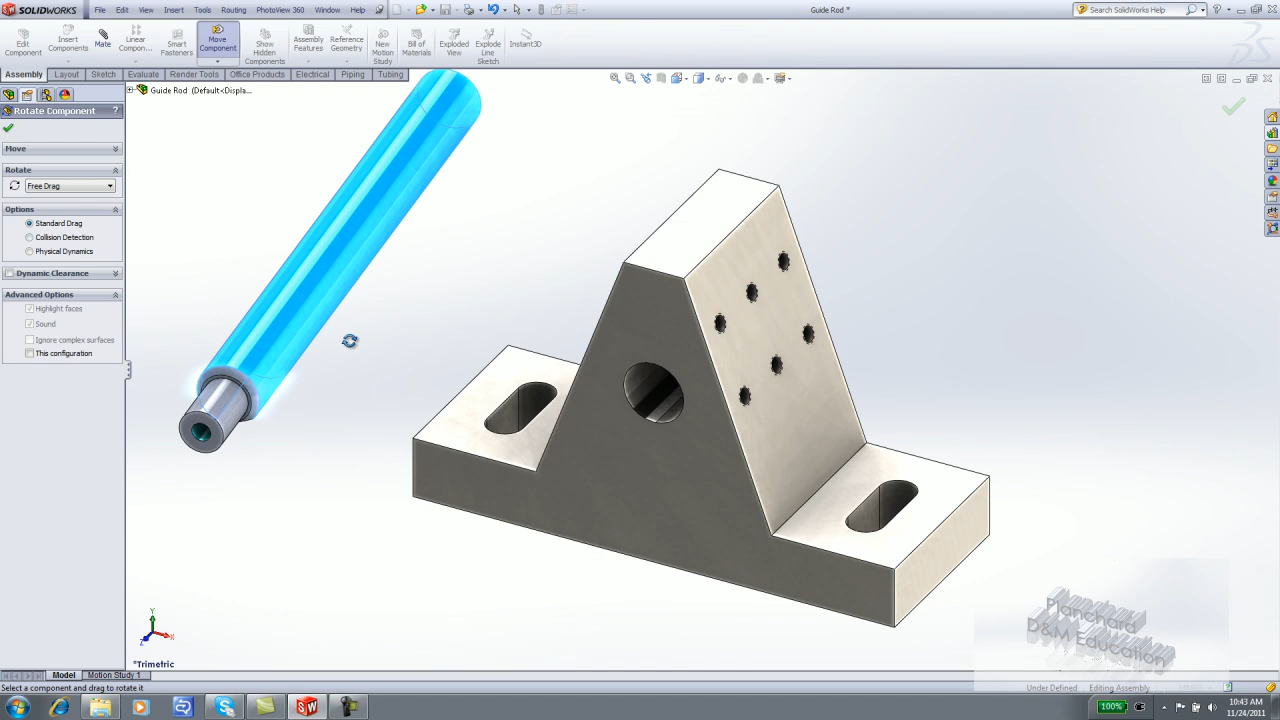 SOLIDWORKS
File Edit View Insert Tools Routing PhotoView 360 Window Help
Guide Rod *
Search SolidWorks Help
Edit Component
Insert Components
Mate
Linear Compon...
Smart Fasteners
Move Component
Show Hidden Components
Assembly Features
Reference Geometry
New Motion Study
Bill of Materials
Exploded View
Explode Line Sketch
Instant3D
Assembly Layout Sketch Evaluate Render Tools Office Products Electrical Piping Tubing
Guide Rod (Default<Displa...
Rotate Component ?
Move
Rotate
Free Drag
Options
Standard Drag
Collision Detection
Physical Dynamics
Dynamic Clearance
Advanced Options
Highlight faces
Sound
Ignore complex surfaces
This configuration
Y
X
Z
*Trimetric
Planchard
D&M Education
Model Motion Study 1
Select a component and drag to rotate it
Under Defined Editing Assembly
100%
10:43 AM
11/24/2011